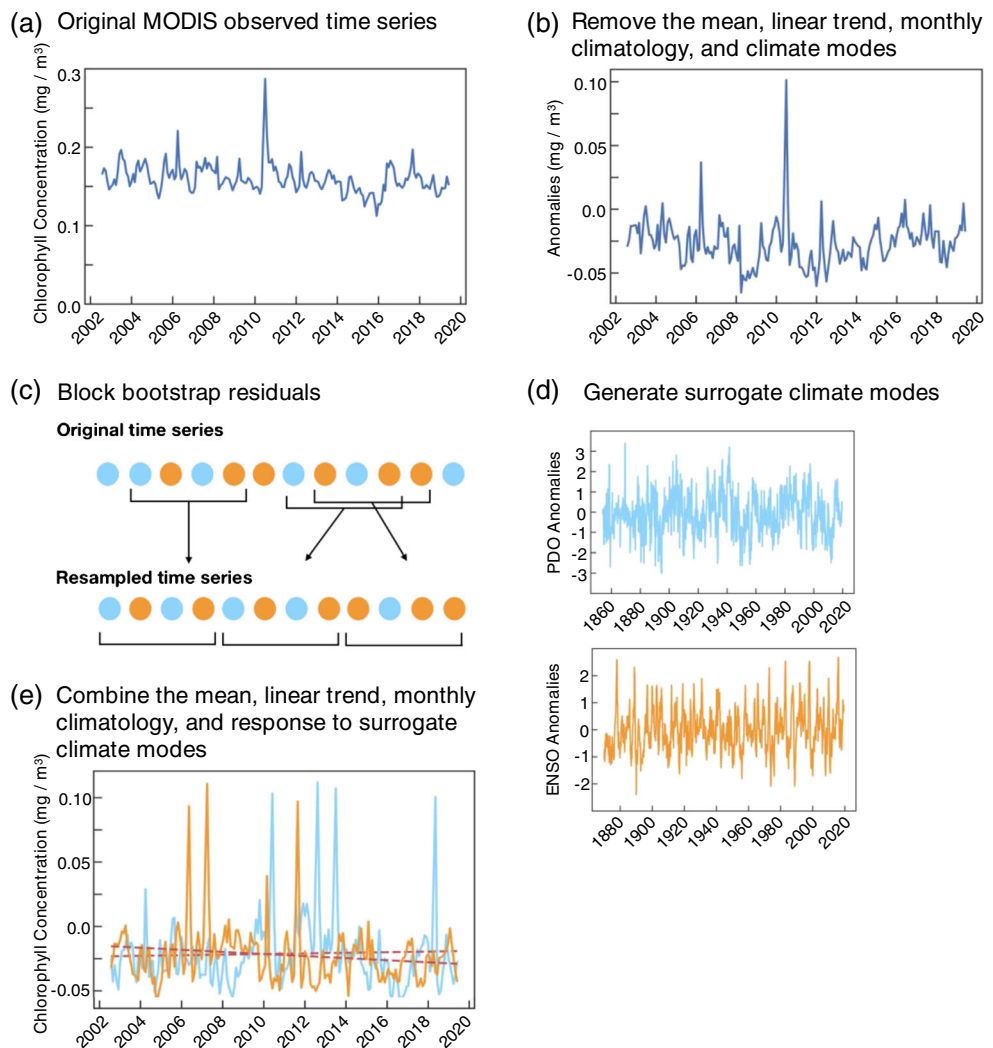 (a) Original MODIS observed time series
Chlorophyll Concentration (mg / m³)
0.3
0.2
0.1
0.0
2002 2004 2006 2008 2010 2012 2014 2016 2018 2020
(b) Remove the mean, linear trend, monthly
climatology, and climate modes
Anomalies (mg / m³)
0.10
0.05
0.0
-0.05
2002 2004 2006 2008 2010 2012 2014 2016 2018 2020
(c) Block bootstrap residuals
Original time series
Resampled time series
(d) Generate surrogate climate modes
PDO Anomalies
3
2
1
0
-1
-2
-3
1860 1880 1900 1920 1940 1960 1980 2000 2020
ENSO Anomalies
2
1
0
-1
-2
1880 1900 1920 1940 1960 1980 2000 2020
(e) Combine the mean, linear trend, monthly
climatology, and response to surrogate
climate modes
Chlorophyll Concentration (mg / m³)
0.10
0.05
0.0
-0.05
2002 2004 2006 2008 2010 2012 2014 2016 2018 2020